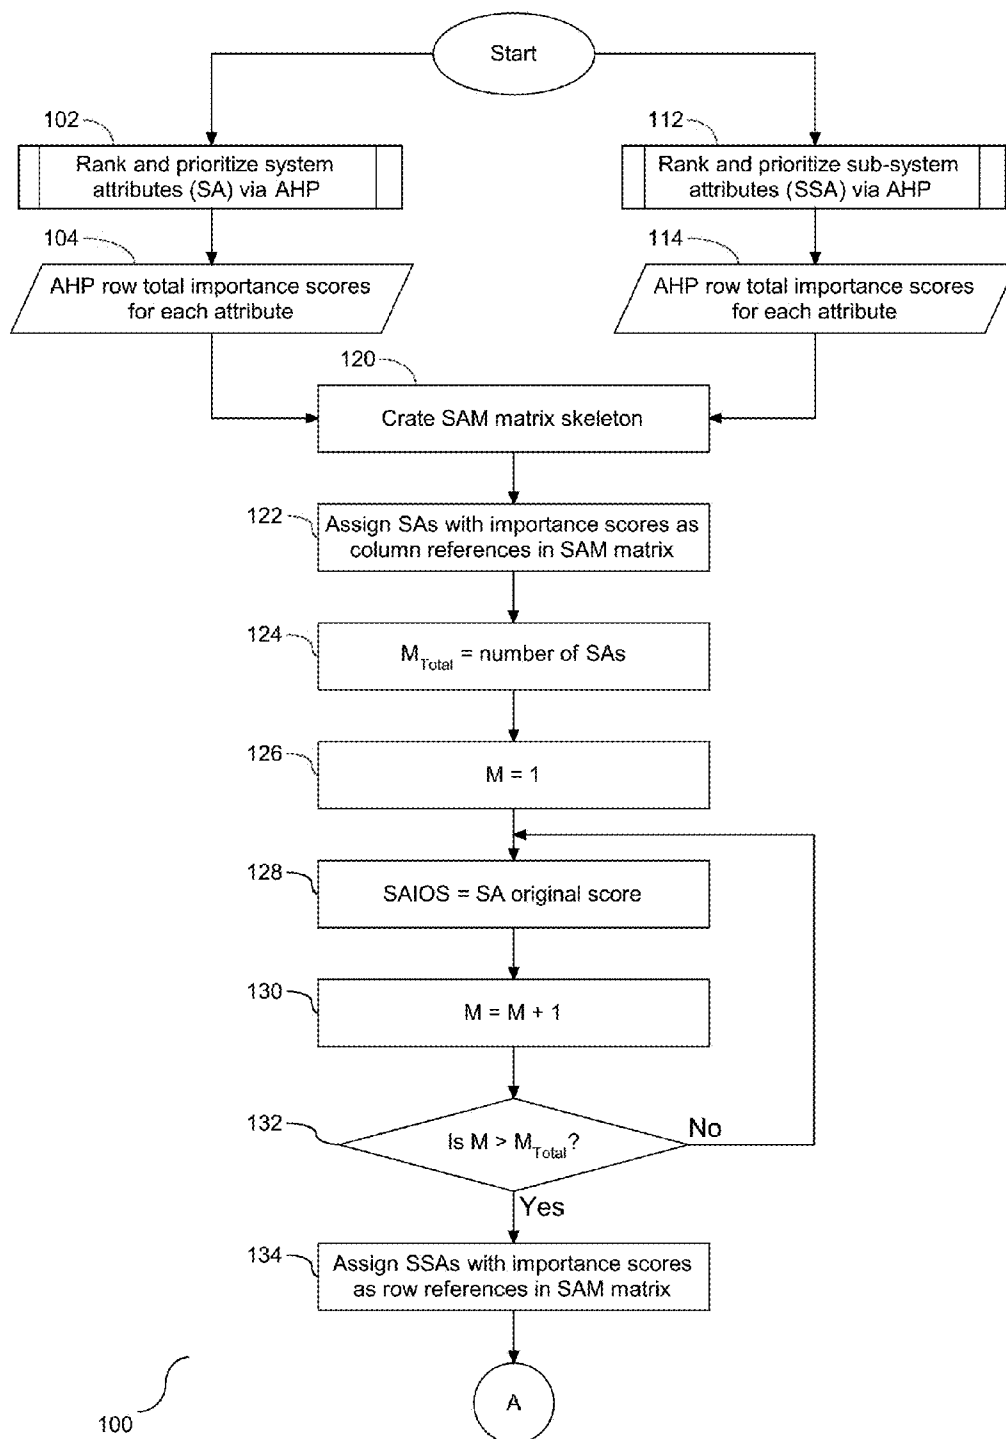 Start
102
Rank and prioritize system
attributes (SA) via AHP
112
Rank and prioritize sub-system
attributes (SSA) via AHP
104
AHP row total importance scores
for each attribute
114
AHP row total importance scores
for each attribute
120
Crate SAM matrix skeleton
122
Assign SAs with importance scores as
column references in SAM matrix
124
M_Total = number of SAs
126
M = 1
128
SAIOS = SA original score
130
M = M + 1
132
Is M > M_Total?
No
Yes
134
Assign SSAs with importance scores
as row references in SAM matrix
A
100